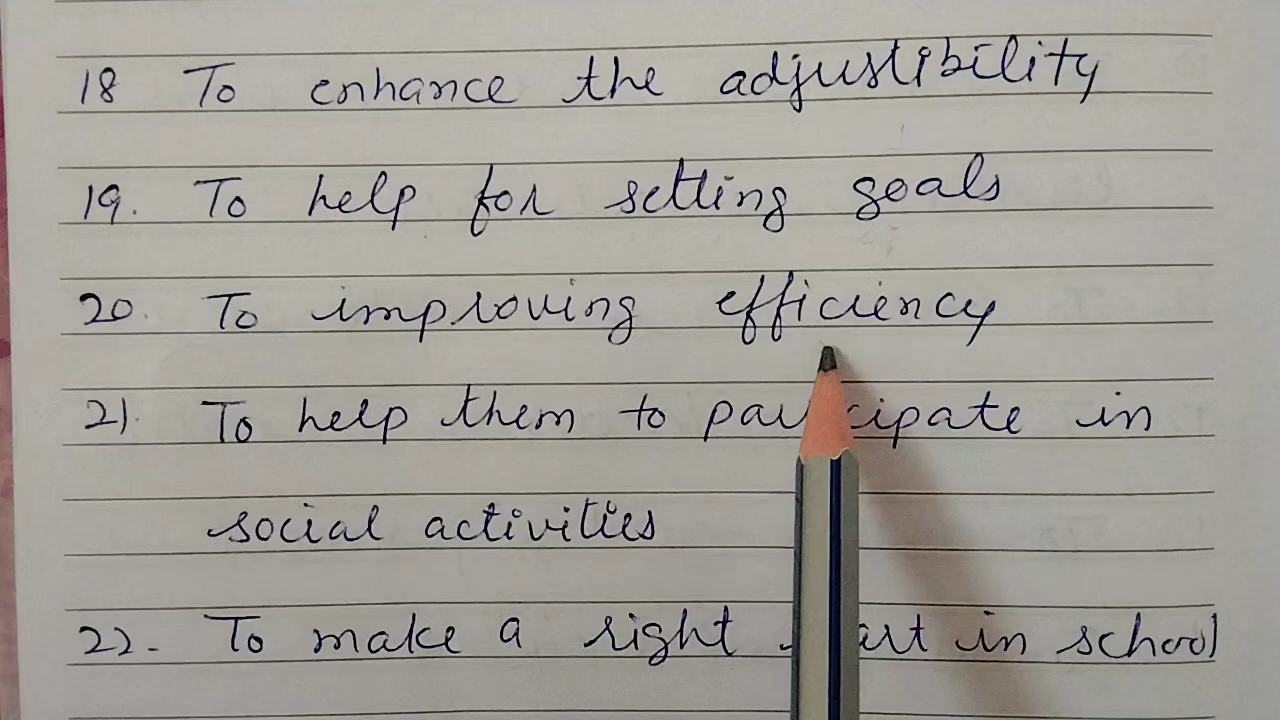 18 To enhance the adjustibility
19. To help for setting goals
20. To improving efficiency
21. To help them to participate in
social activities
22. To make a right in school